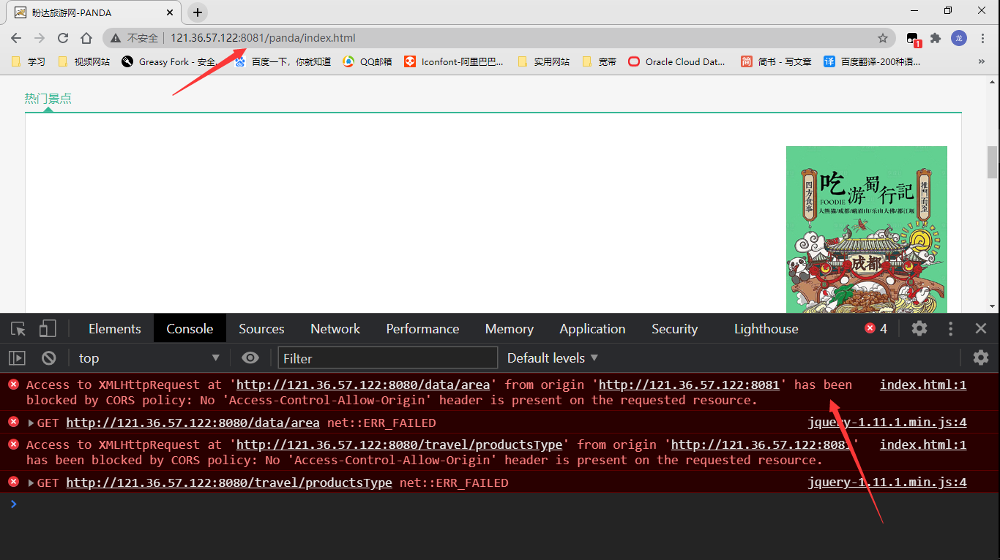 盼达旅游网-PANDA
不安全 121.36.57.122:8081/panda/index.html
1
龙
学习 视频网站 Greasy Fork - 安全... 百度一下，你就知道 QQ邮箱 Iconfont-阿里巴巴... 实用网站 宽带 Oracle Cloud Dat... 简 简书 - 写文章 译 百度翻译-200种语... »
热门景点
四方食事
吃游蜀行記
推門而至
FOODIE
大熊猫/成都/峨眉山/乐山大佛/都江堰
成都
Elements Console Sources Network Performance Memory Application Security Lighthouse 4
top Filter Default levels
Access to XMLHttpRequest at 'http://121.36.57.122:8080/data/area' from origin 'http://121.36.57.122:8081' has been index.html:1
blocked by CORS policy: No 'Access-Control-Allow-Origin' header is present on the requested resource.
GET http://121.36.57.122:8080/data/area net::ERR_FAILED jquery-1.11.1.min.js:4
Access to XMLHttpRequest at 'http://121.36.57.122:8080/travel/productsType' from origin 'http://121.36.57.122:8081' index.html:1
has been blocked by CORS policy: No 'Access-Control-Allow-Origin' header is present on the requested resource.
GET http://121.36.57.122:8080/travel/productsType net::ERR_FAILED jquery-1.11.1.min.js:4